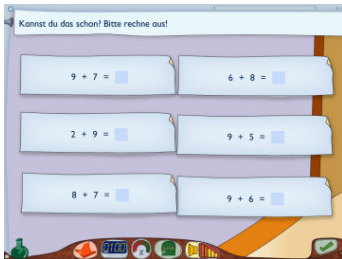 Kannst du das schon? Bitte rechne aus!
9 + 7 =
6 + 8 =
2 + 9 =
9 + 5 =
8 + 7 =
9 + 6 =